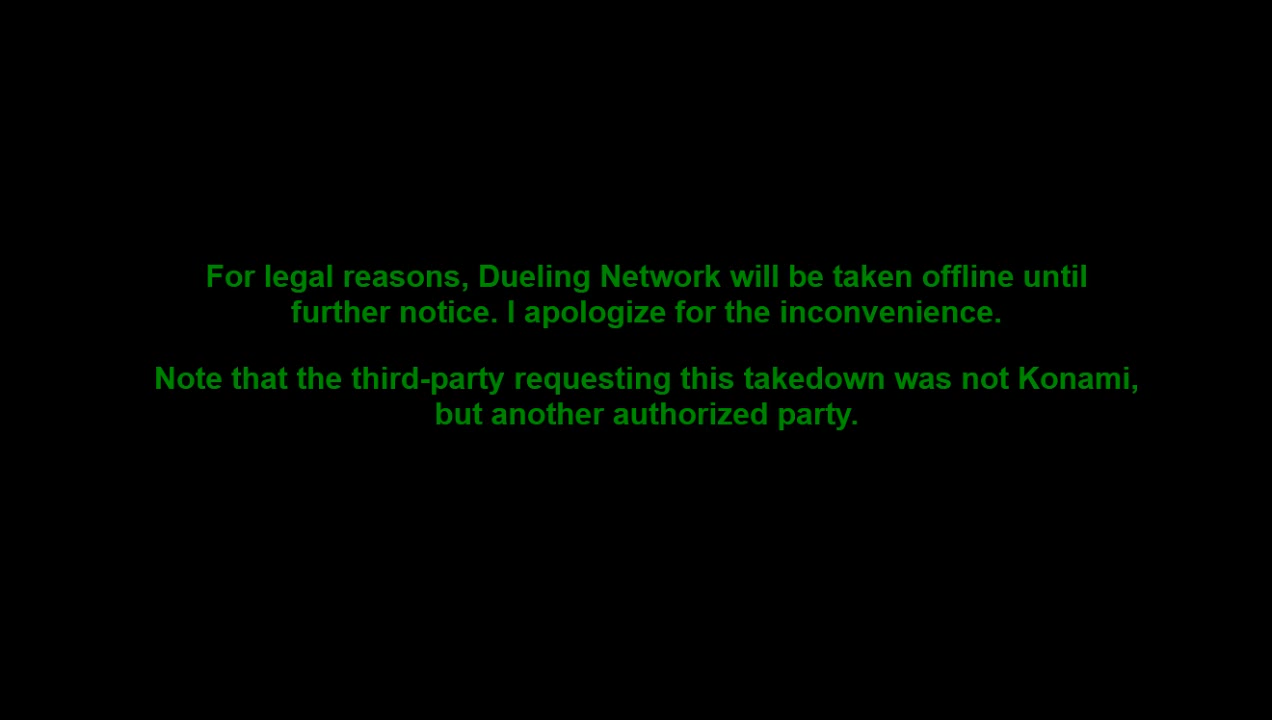 For legal reasons, Dueling Network will be taken offline until
further notice. I apologize for the inconvenience.
Note that the third-party requesting this takedown was not Konami,
but another authorized party.